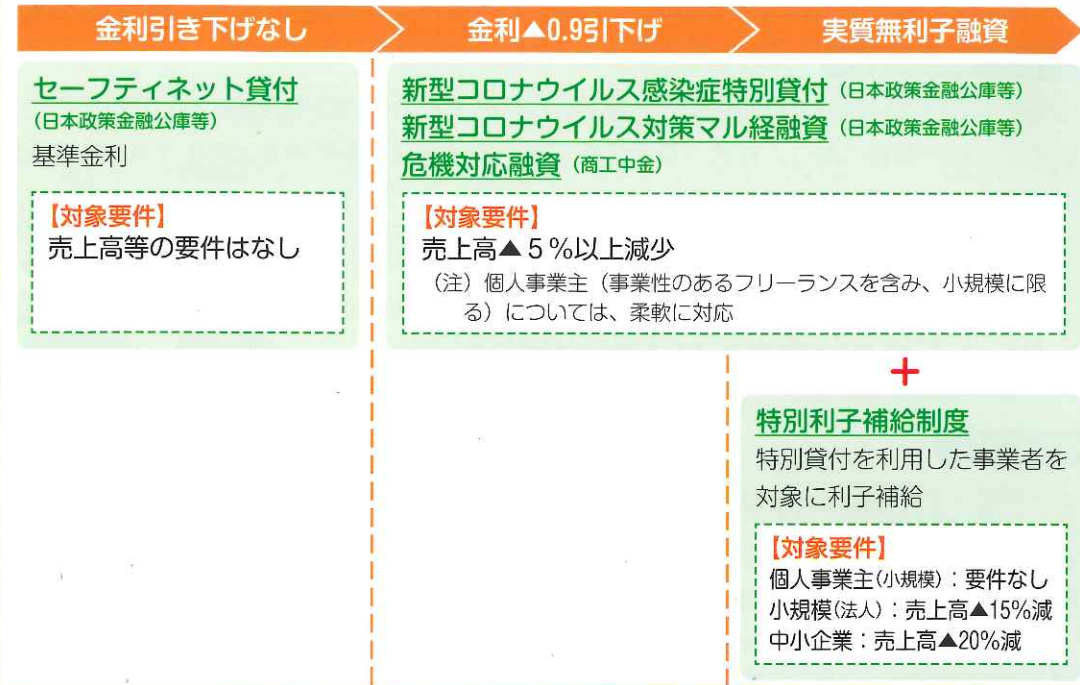 金利引き下げなし
金利▲0.9引下げ
実質無利子融資
セーフティネット貸付
(日本政策金融公庫等)
基準金利
【対象要件】
売上高等の要件はなし
新型コロナウイルス感染症特別貸付 (日本政策金融公庫等)
新型コロナウイルス対策マル経融資 (日本政策金融公庫等)
危機対応融資 (商工中金)
【対象要件】
売上高▲5%以上減少
(注) 個人事業主 (事業性のあるフリーランスを含み、小規模に限
る) については、柔軟に対応
+
特別利子補給制度
特別貸付を利用した事業者を
対象に利子補給
【対象要件】
個人事業主(小規模):要件なし
小規模(法人):売上高▲15%減
中小企業:売上高▲20%減